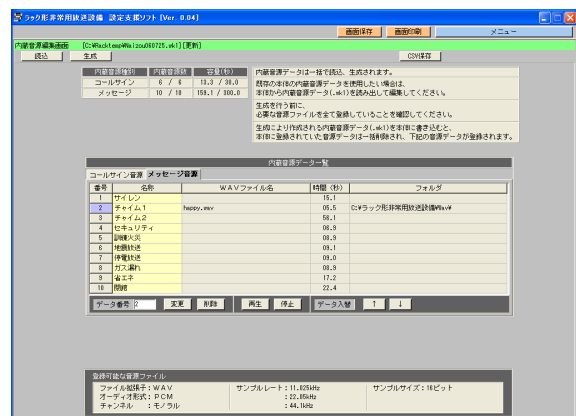 ラック形非常用放送設備 設定支援ソフト [Ver. 0.04]
画面保存 画面印刷 メニュー
内蔵音源編集画面 [C:¥Racktemp¥Naizou060725.wk1] [更新]
読込 生成 CSV保存
内蔵音源種別 内蔵音源数 容量(秒)
コールサイン 6 / 6 13.3 / 30.0
メッセージ 10 / 10 159.1 / 300.0
内蔵音源データは一括で読込、生成されます。
既存の本体の内蔵音源データを使用したい場合は、
本体から内蔵音源データ(.wk1)を読み出して編集してください。
生成を行う前に、
必要な音源ファイルを全て登録していることを確認してください。
生成により作成される内蔵音源データ(.wk1)を本体に書き込むと、
本体に登録されていた音源データは一括削除され、下記の音源データが登録されます。
内蔵音源データ一覧
コールサイン音源 メッセージ音源
番号 名称 WAVファイル名 時間(秒) フォルダ
1 サイレン 15.1
2 チャイム1 happy.wav 05.5 C:¥ラック形非常用放送設備¥Wav¥
3 チャイム2 56.1
4 セキュリティ 06.9
5 訓練火災 08.9
6 地震放送 09.1
7 停電放送 09.0
8 ガス漏れ 08.9
9 省エネ 17.2
10 閉館 22.4
データ番号 2 変更 削除 再生 停止 データ入替 ↑ ↓
登録可能な音源ファイル
ファイル拡張子:WAV サンプルレート:11.025kHz サンプルサイズ:16ビット
オーディオ形式:PCM :22.05kHz
チャンネル :モノラル :44.1kHz